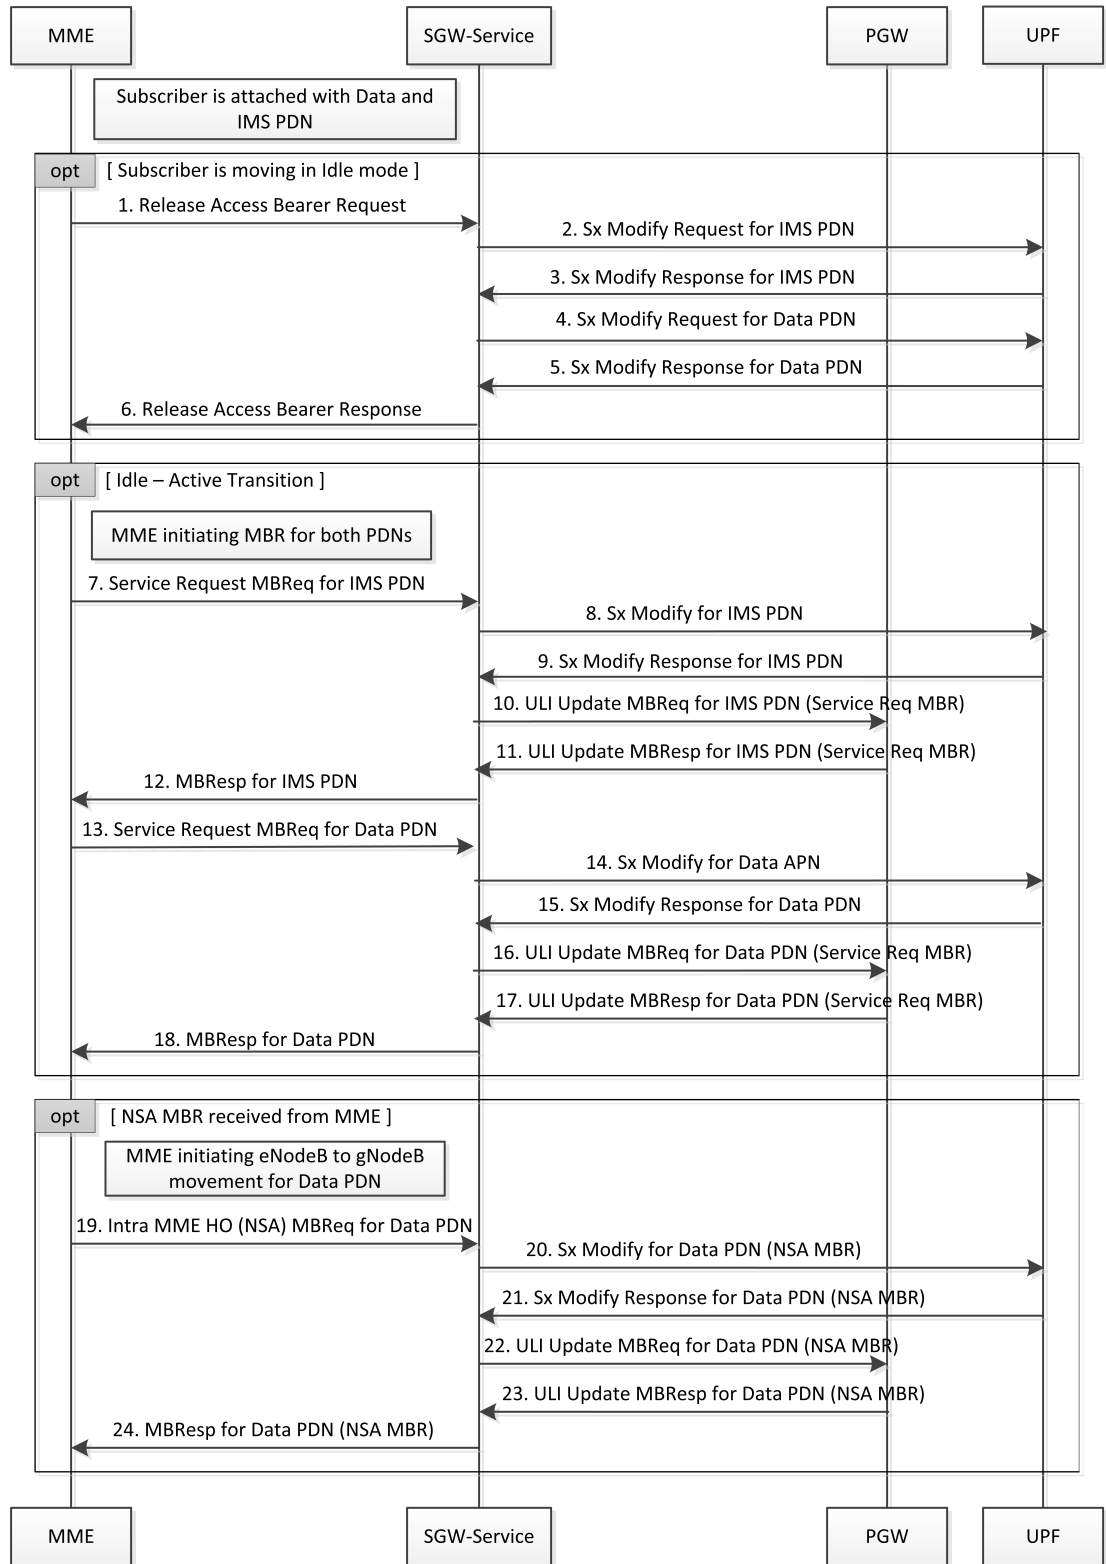 MME
SGW-Service
PGW
UPF
Subscriber is attached with Data and
IMS PDN
opt
[ Subscriber is moving in Idle mode ]
1. Release Access Bearer Request
2. Sx Modify Request for IMS PDN
3. Sx Modify Response for IMS PDN
4. Sx Modify Request for Data PDN
5. Sx Modify Response for Data PDN
6. Release Access Bearer Response
opt
[ Idle – Active Transition ]
MME initiating MBR for both PDNs
7. Service Request MBReq for IMS PDN
8. Sx Modify for IMS PDN
9. Sx Modify Response for IMS PDN
10. ULI Update MBReq for IMS PDN (Service Req MBR)
11. ULI Update MBResp for IMS PDN (Service Req MBR)
12. MBResp for IMS PDN
13. Service Request MBReq for Data PDN
14. Sx Modify for Data APN
15. Sx Modify Response for Data PDN
16. ULI Update MBReq for Data PDN (Service Req MBR)
17. ULI Update MBResp for Data PDN (Service Req MBR)
18. MBResp for Data PDN
opt
[ NSA MBR received from MME ]
MME initiating eNodeB to gNodeB
movement for Data PDN
19. Intra MME HO (NSA) MBReq for Data PDN
20. Sx Modify for Data PDN (NSA MBR)
21. Sx Modify Response for Data PDN (NSA MBR)
22. ULI Update MBReq for Data PDN (NSA MBR)
23. ULI Update MBResp for Data PDN (NSA MBR)
24. MBResp for Data PDN (NSA MBR)
MME
SGW-Service
PGW
UPF